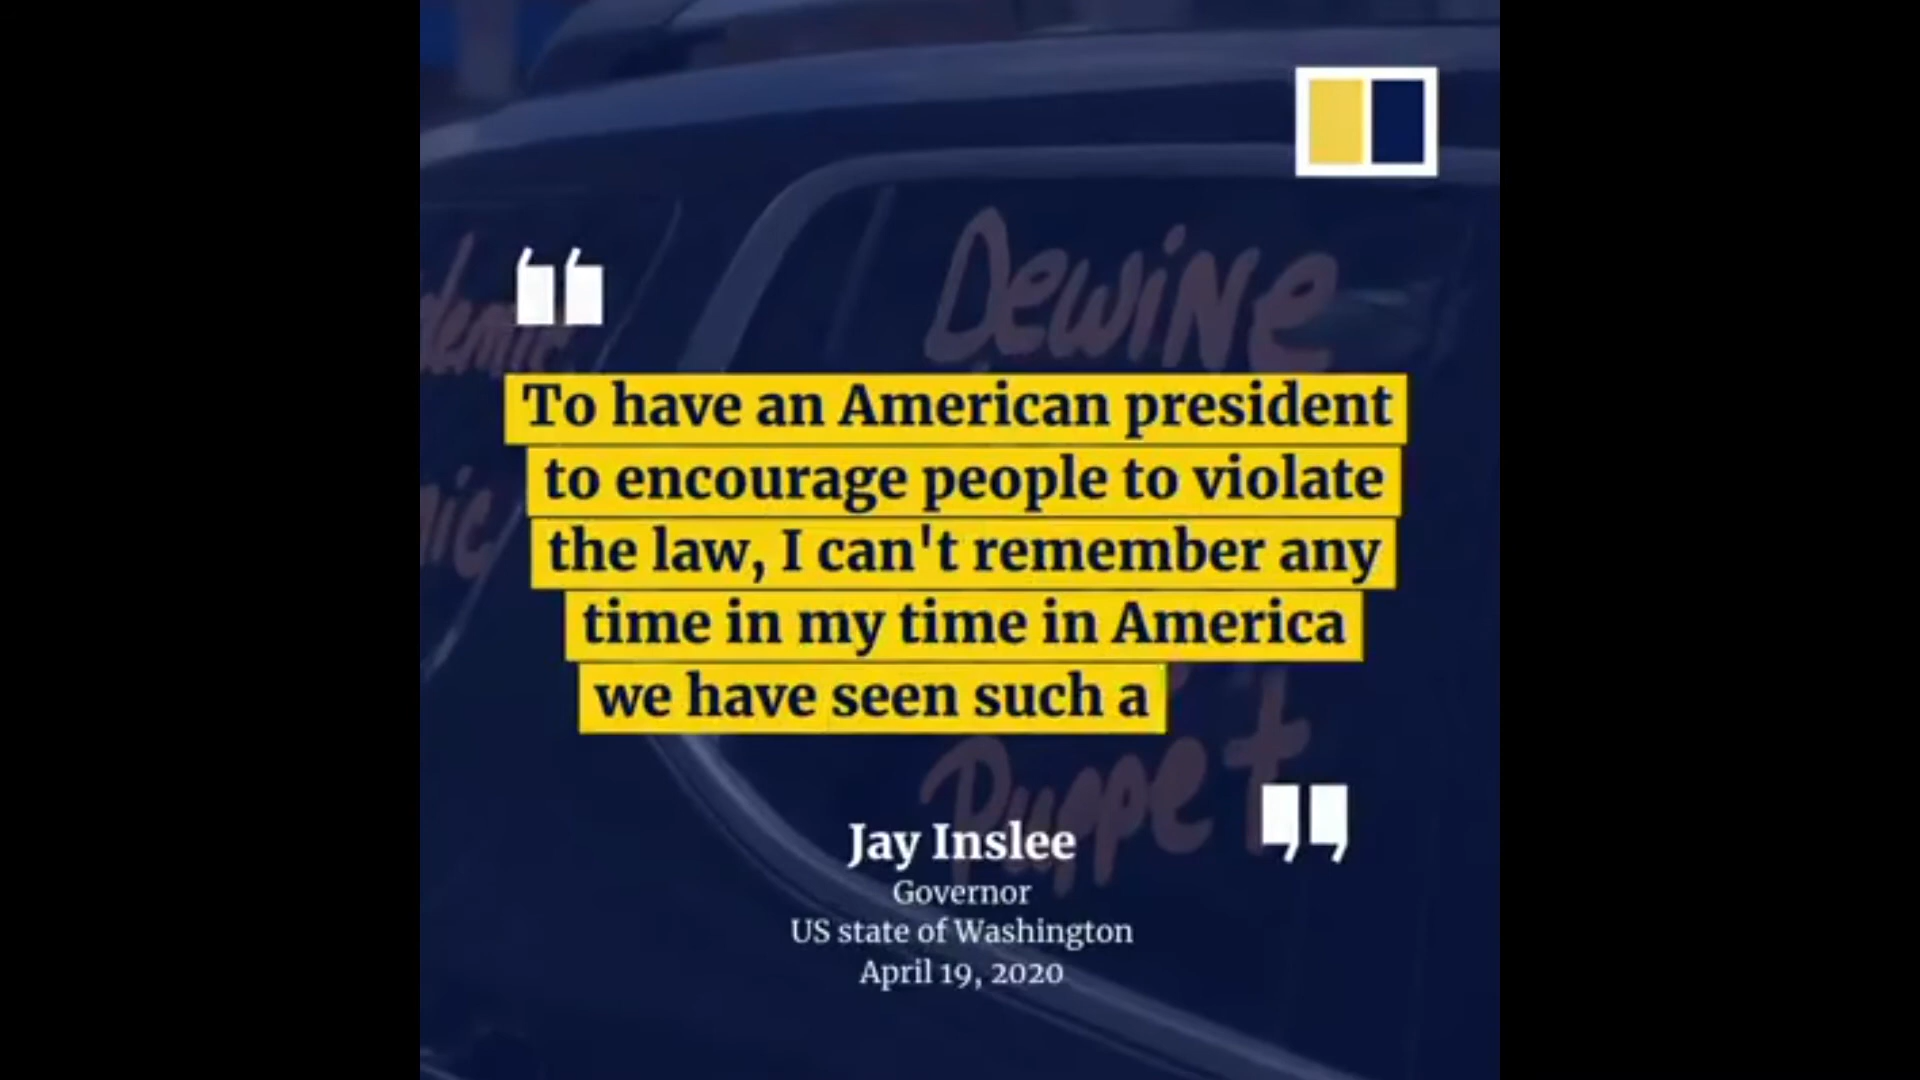 demic
Dewine
To have an American president
to encourage people to violate
the law, I can't remember any
time in my time in America
we have seen such a
Puppet
Jay Inslee
Governor
US state of Washington
April 19, 2020